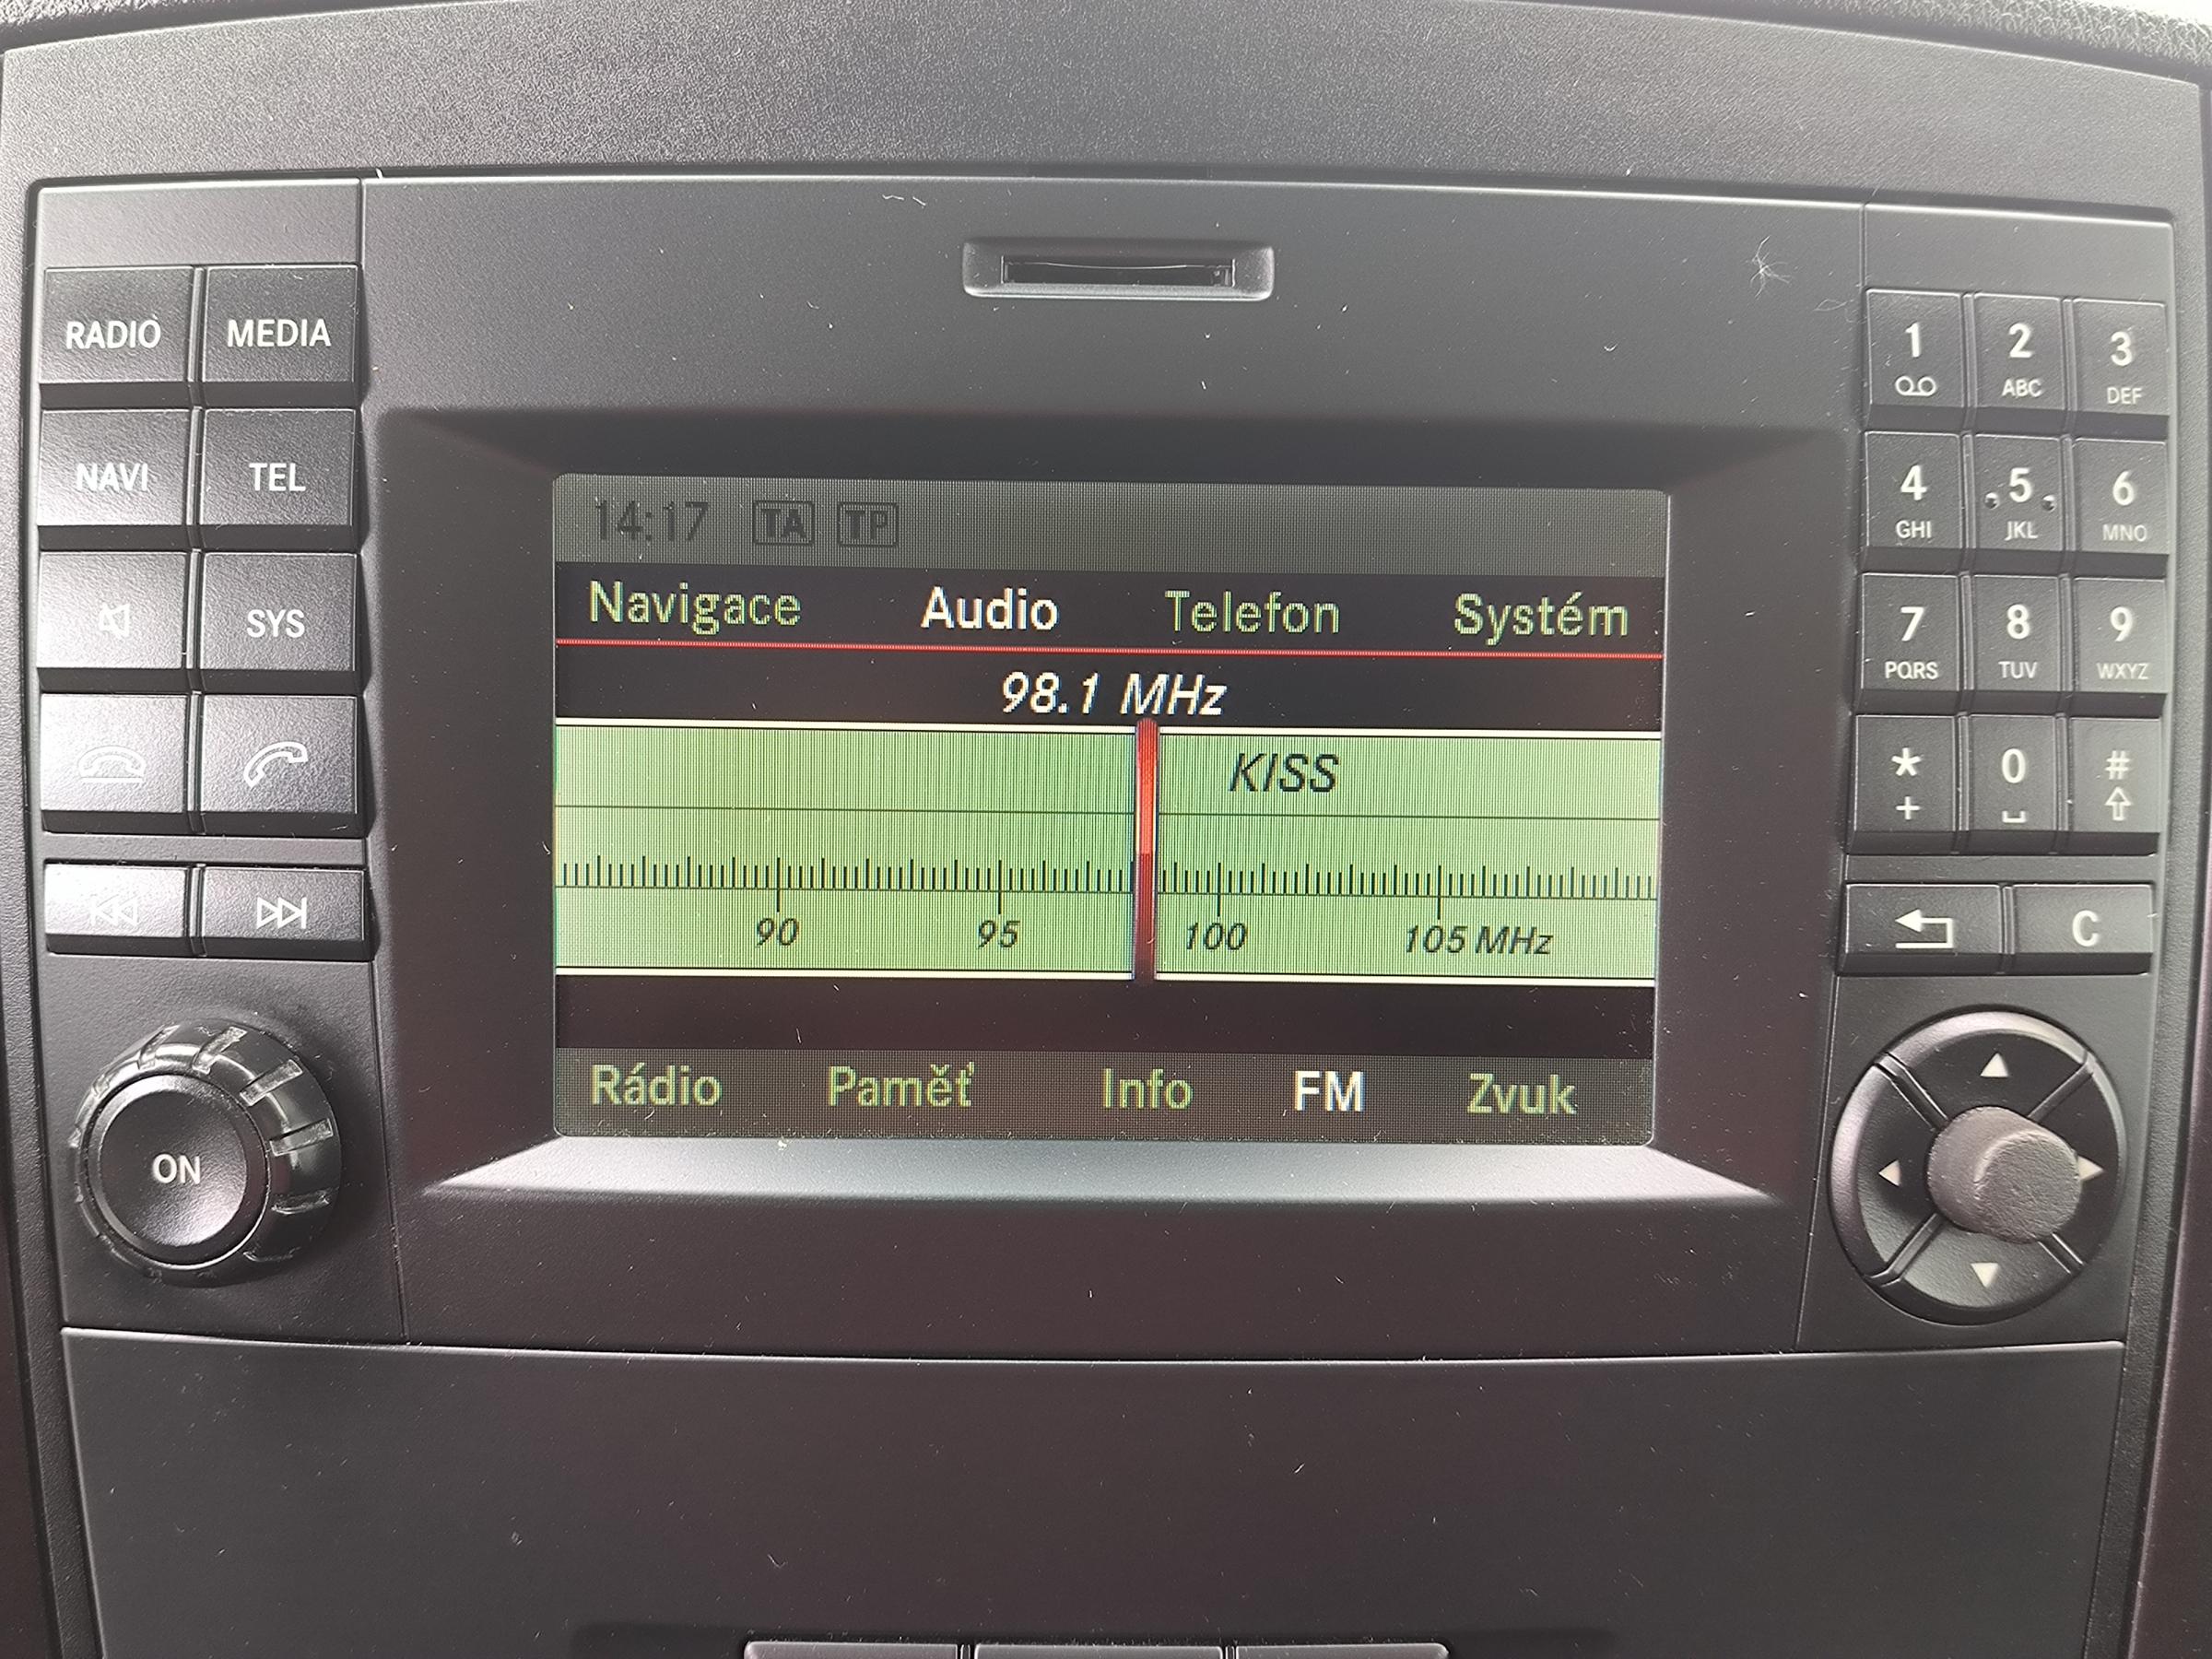 RADIO MEDIA
NAVI TEL
SYS
ON
14:17 TA TP
Navigace Audio Telefon Systém
98.1 MHz
KISS
90 95 100 105 MHz
Rádio Paměť Info FM Zvuk
1 2 3
ABC DEF
4 5 6
GHI JKL MNO
7 8 9
PQRS TUV WXYZ
* 0 #
+
C